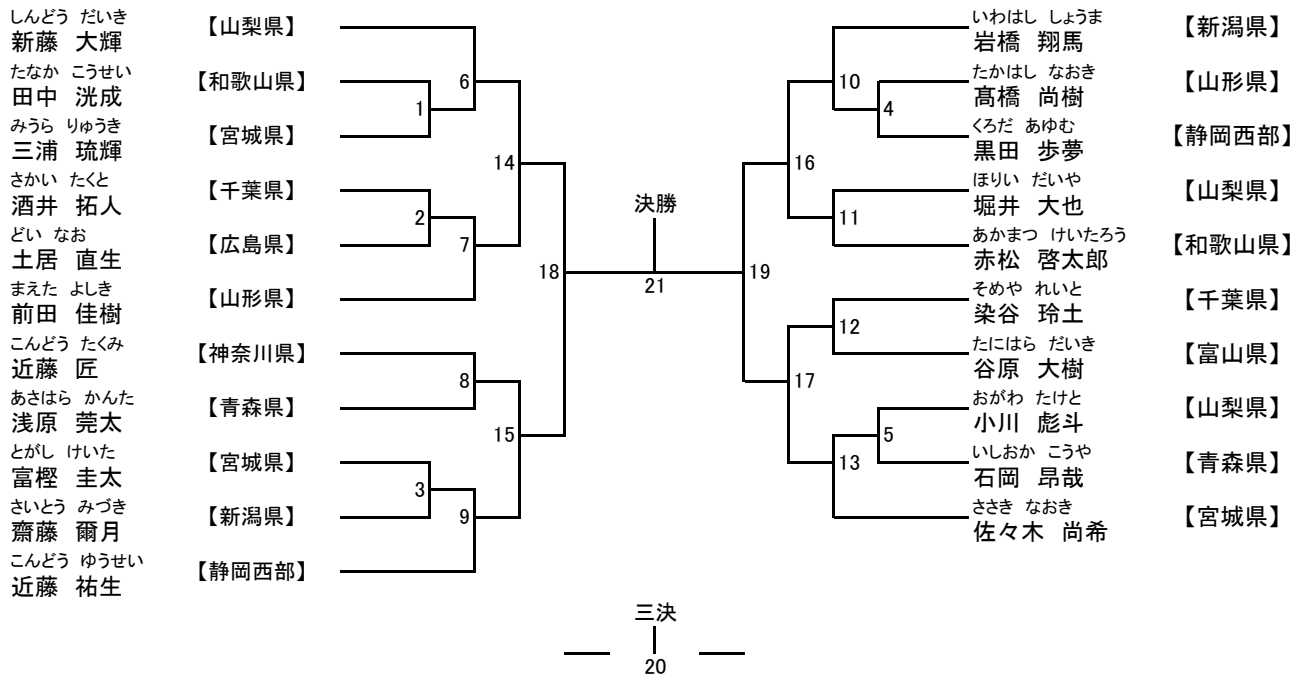 しんどう だいき
新藤 大輝
【山梨県】
たなか こうせい
田中 洸成
【和歌山県】
みうら りゅうき
三浦 琉輝
【宮城県】
さかい たくと
酒井 拓人
【千葉県】
どい なお
土居 直生
【広島県】
まえた よしき
前田 佳樹
【山形県】
こんどう たくみ
近藤 匠
【神奈川県】
あさはら かんた
浅原 莞太
【青森県】
とがし けいた
富樫 圭太
【宮城県】
さいとう みづき
齋藤 爾月
【新潟県】
こんどう ゆうせい
近藤 祐生
【静岡西部】
1
2
3
6
7
8
9
14
15
18
決勝
21
19
16
17
10
11
12
13
4
5
いわはし しょうま
岩橋 翔馬
【新潟県】
たかはし なおき
髙橋 尚樹
【山形県】
くろだ あゆむ
黒田 歩夢
【静岡西部】
ほりい だいや
堀井 大也
【山梨県】
あかまつ けいたろう
赤松 啓太郎
【和歌山県】
そめや れいと
染谷 玲土
【千葉県】
たにはら だいき
谷原 大樹
【富山県】
おがわ たけと
小川 彪斗
【山梨県】
いしおか こうや
石岡 昂哉
【青森県】
ささき なおき
佐々木 尚希
【宮城県】
三決
20